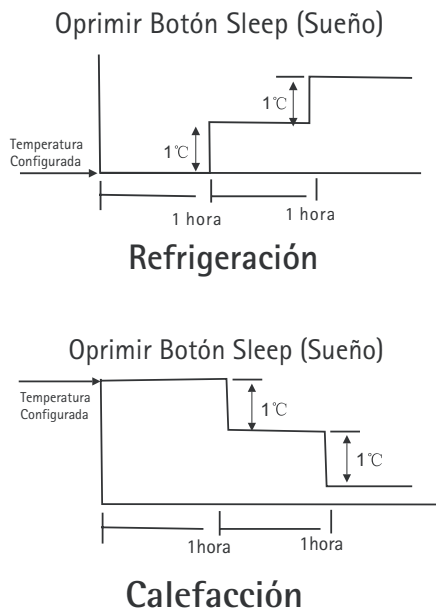 Oprimir Botón Sleep (Sueño)
1℃
1℃
Temperatura
Configurada
1 hora
1 hora
Refrigeración
Oprimir Botón Sleep (Sueño)
Temperatura
Configurada
1℃
1℃
1hora
1hora
Calefacción